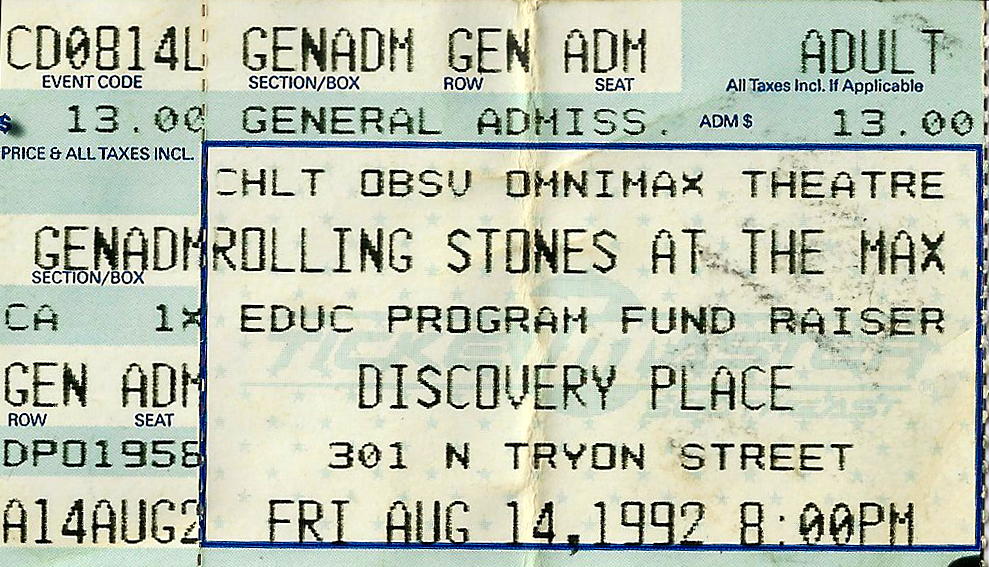 CD0814L GENADM GEN ADM ADULT
EVENT CODE SECTION/BOX ROW SEAT All Taxes Incl. If Applicable
$ 13.00 GENERAL ADMISS. ADM $ 13.00
PRICE & ALL TAXES INCL.
CHLT OBSV OMNIMAX THEATRE
GENADM ROLLING STONES AT THE MAX
SECTION/BOX
CA 1X EDUC PROGRAM FUND RAISER
TICKETMASTER
GEN ADM DISCOVERY PLACE
ROW SEAT
DP01958 301 N TRYON STREET
A14AUG2 FRI AUG 14,1992 8:00PM